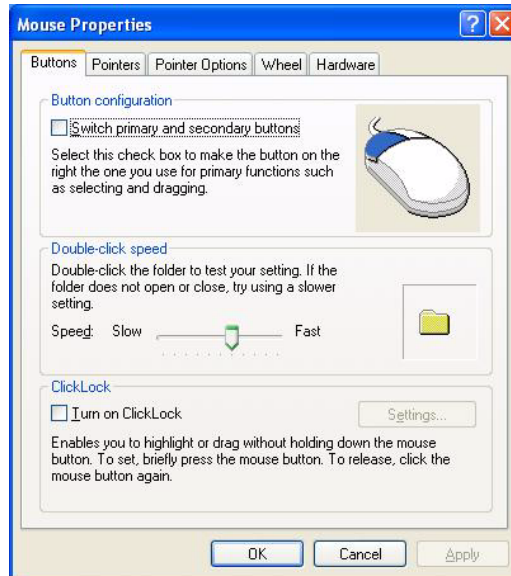 Mouse Properties
Buttons Pointers Pointer Options Wheel Hardware
Button configuration
Switch primary and secondary buttons
Select this check box to make the button on the
right the one you use for primary functions such
as selecting and dragging.
Double-click speed
Double-click the folder to test your setting. If the
folder does not open or close, try using a slower
setting.
Speed: Slow Fast
ClickLock
Turn on ClickLock Settings...
Enables you to highlight or drag without holding down the mouse
button. To set, briefly press the mouse button. To release, click the
mouse button again.
OK Cancel Apply